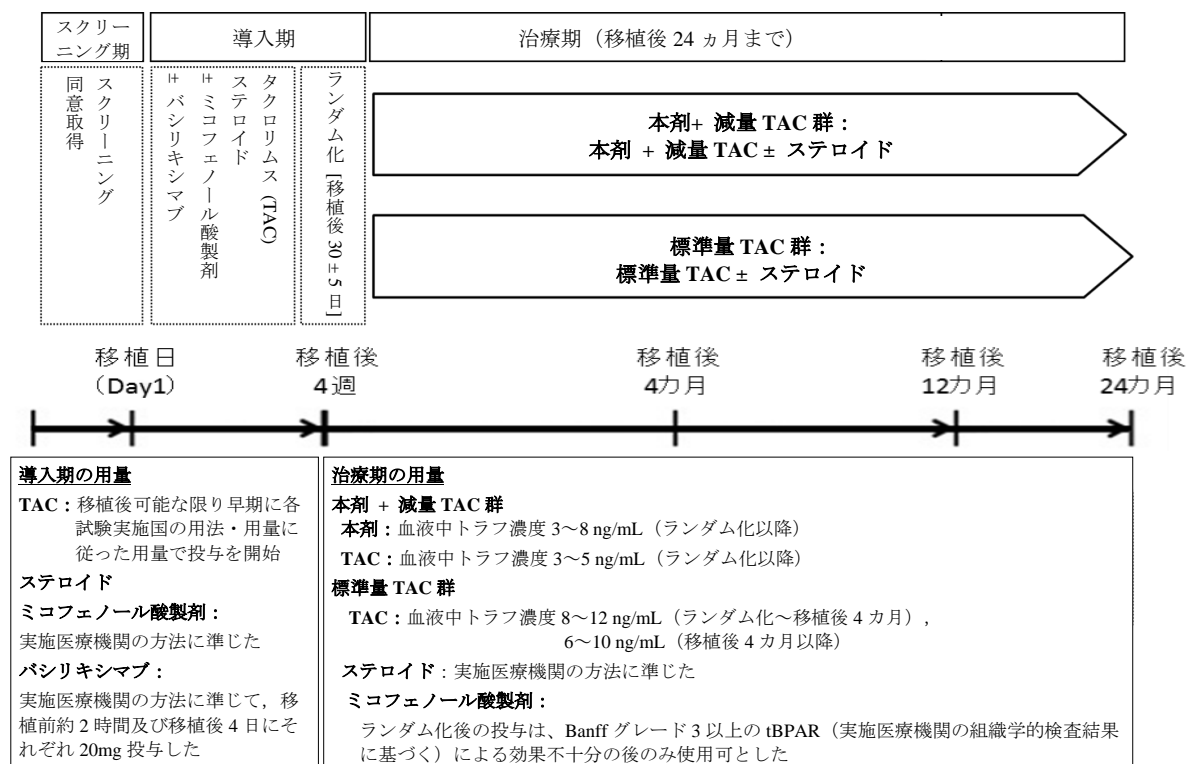 スクリー
ニング期
導入期
治療期（移植後 24 ヵ月まで）
同意取得
スクリーニング
± バシリキシマブ
± ミコフェノール酸製剤
ステロイド
タクロリムス (TAC)
ランダム化 [移植後 30±5 日]
本剤+ 減量 TAC 群：
本剤 + 減量 TAC ± ステロイド
標準量 TAC 群：
標準量 TAC ± ステロイド
移植日
（Day1）
移植後
4週
移植後
4カ月
移植後
12カ月
移植後
24カ月
導入期の用量
TAC：移植後可能な限り早期に各
試験実施国の用法・用量に
従った用量で投与を開始
ステロイド
ミコフェノール酸製剤：
実施医療機関の方法に準じた
バシリキシマブ：
実施医療機関の方法に準じて，移
植前約 2 時間及び移植後 4 日にそ
れぞれ 20mg 投与した
治療期の用量
本剤 + 減量 TAC 群
本剤：血液中トラフ濃度 3～8 ng/mL（ランダム化以降）
TAC：血液中トラフ濃度 3～5 ng/mL（ランダム化以降）
標準量 TAC 群
TAC：血液中トラフ濃度 8～12 ng/mL（ランダム化～移植後 4 カ月），
6～10 ng/mL（移植後 4 カ月以降）
ステロイド：実施医療機関の方法に準じた
ミコフェノール酸製剤：
ランダム化後の投与は、Banff グレード 3 以上の tBPAR（実施医療機関の組織学的検査結果
に基づく）による効果不十分の後のみ使用可とした